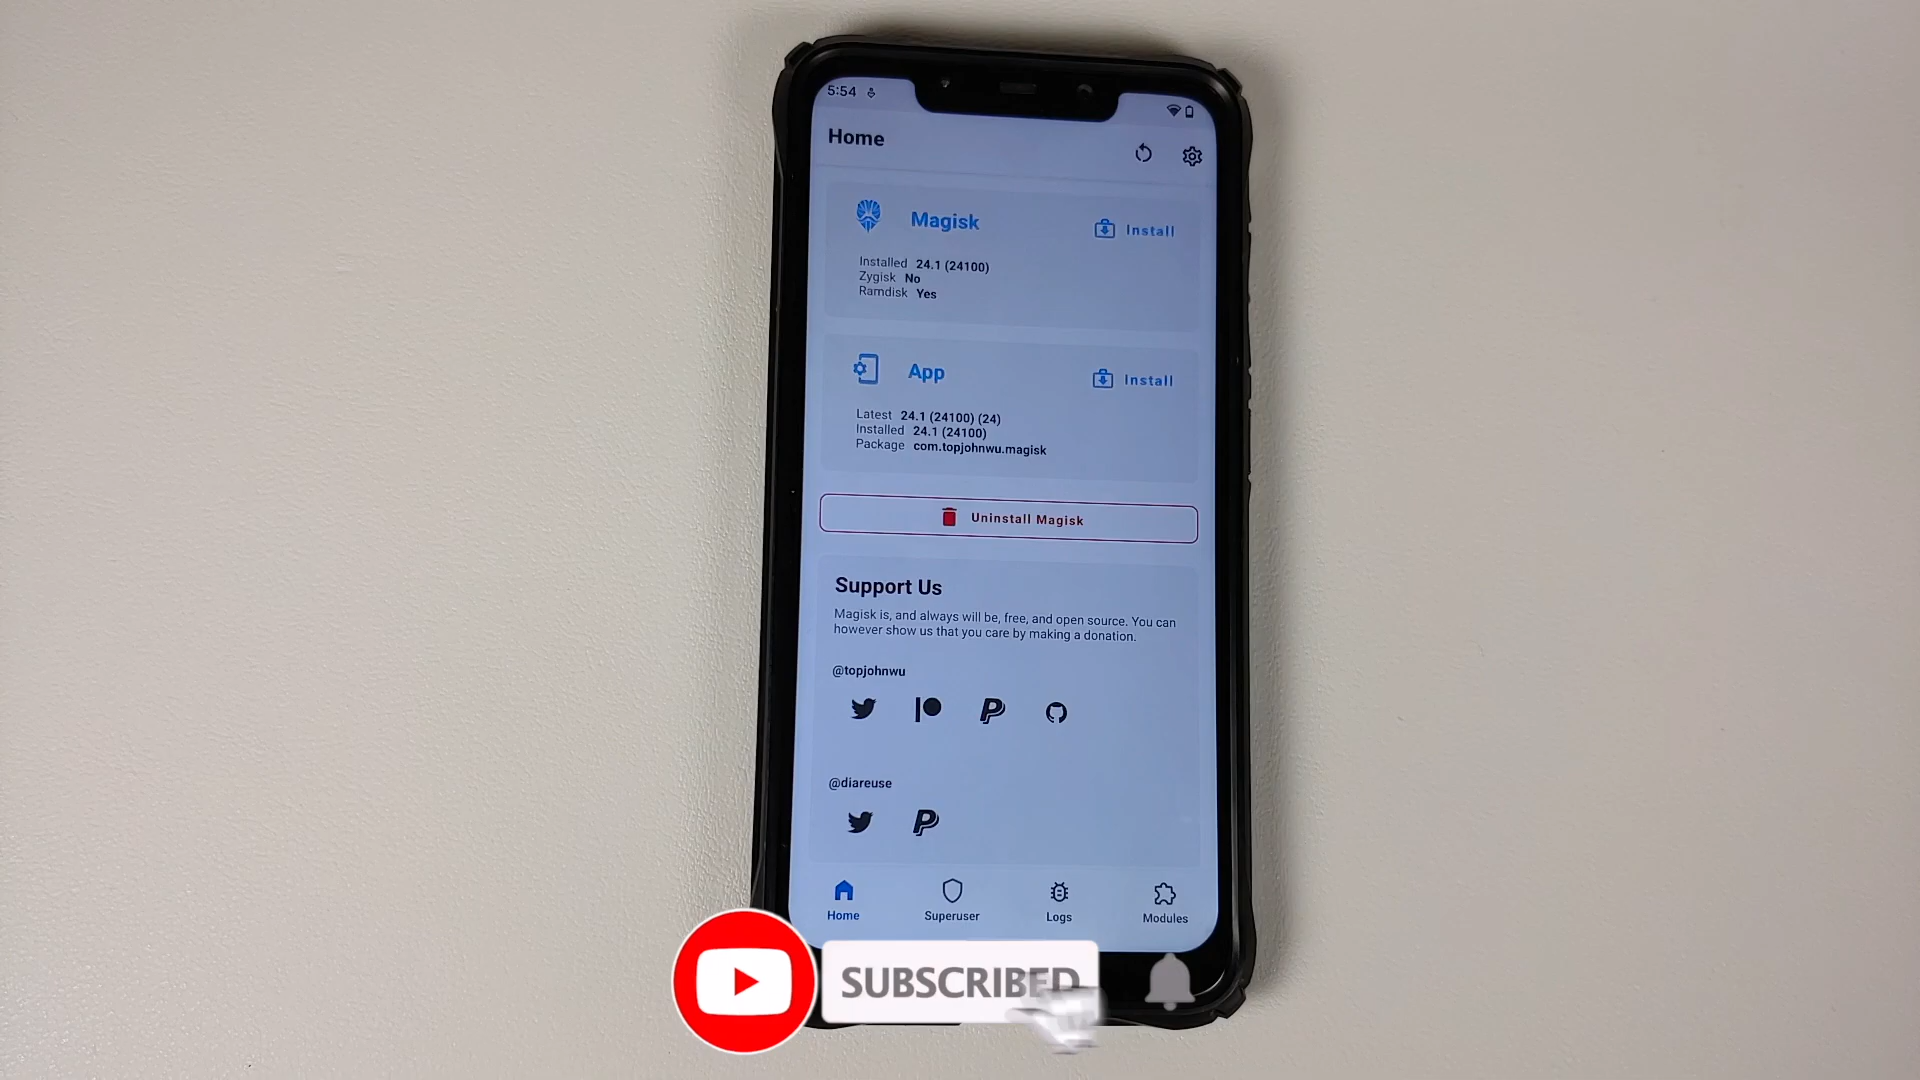 5:54
Home
Magisk
Install
Installed 24.1 (24100)
Zygisk No
Ramdisk Yes
App
Install
Latest 24.1 (24100) (24)
Installed 24.1 (24100)
Package com.topjohnwu.magisk
Uninstall Magisk
Support Us
Magisk is, and always will be, free, and open source. You can
however show us that you care by making a donation.
@topjohnwu
@diareuse
Home
Superuser
Logs
Modules
SUBSCRIBED